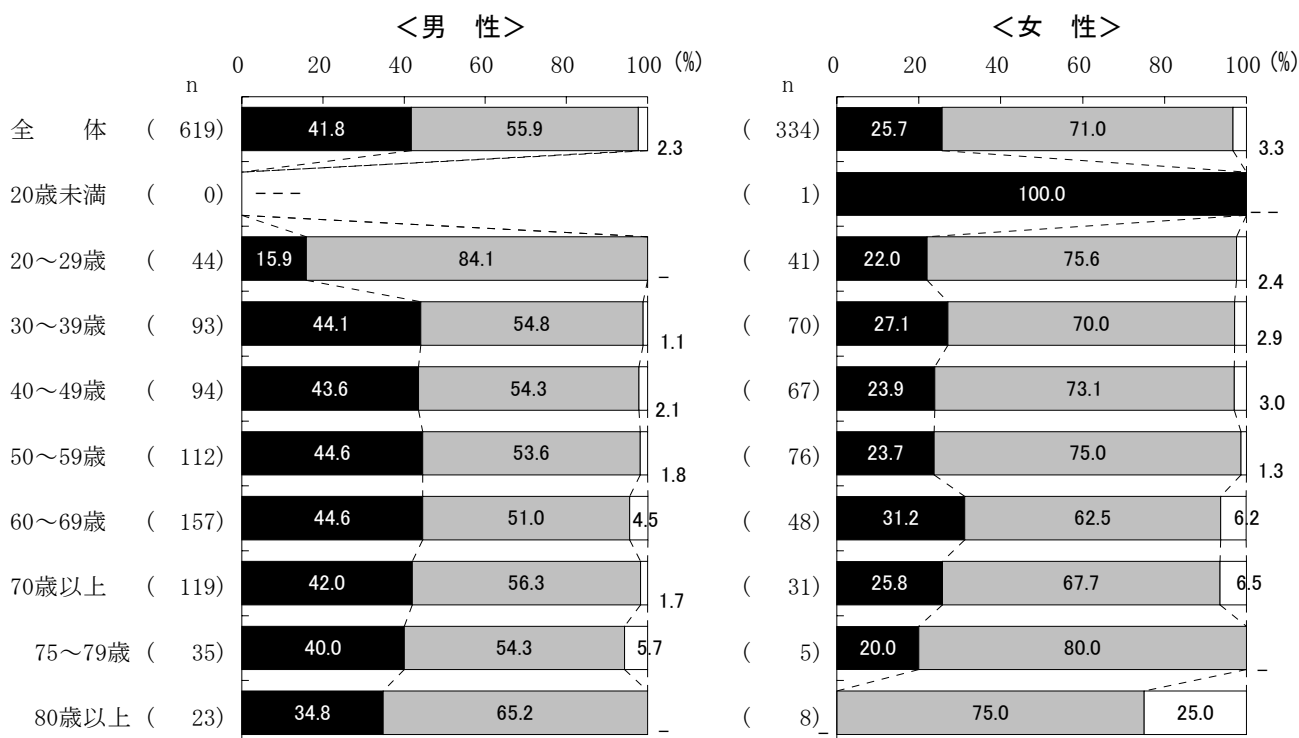 ＜男　性＞　＜女　性＞
n　0　20　40　60　80　100 (%)　n　0　20　40　60　80　100 (%)
全　体 ( 619) 41.8 55.9 2.3 ( 334) 25.7 71.0 3.3
20歳未満 ( 0) ( 1) 100.0 －
20～29歳 ( 44) 15.9 84.1 － ( 41) 22.0 75.6 2.4
30～39歳 ( 93) 44.1 54.8 1.1 ( 70) 27.1 70.0 2.9
40～49歳 ( 94) 43.6 54.3 2.1 ( 67) 23.9 73.1 3.0
50～59歳 ( 112) 44.6 53.6 1.8 ( 76) 23.7 75.0 1.3
60～69歳 ( 157) 44.6 51.0 4.5 ( 48) 31.2 62.5 6.2
70歳以上 ( 119) 42.0 56.3 1.7 ( 31) 25.8 67.7 6.5
75～79歳 ( 35) 40.0 54.3 5.7 ( 5) 20.0 80.0 －
80歳以上 ( 23) 34.8 65.2 － ( 8) － 75.0 25.0